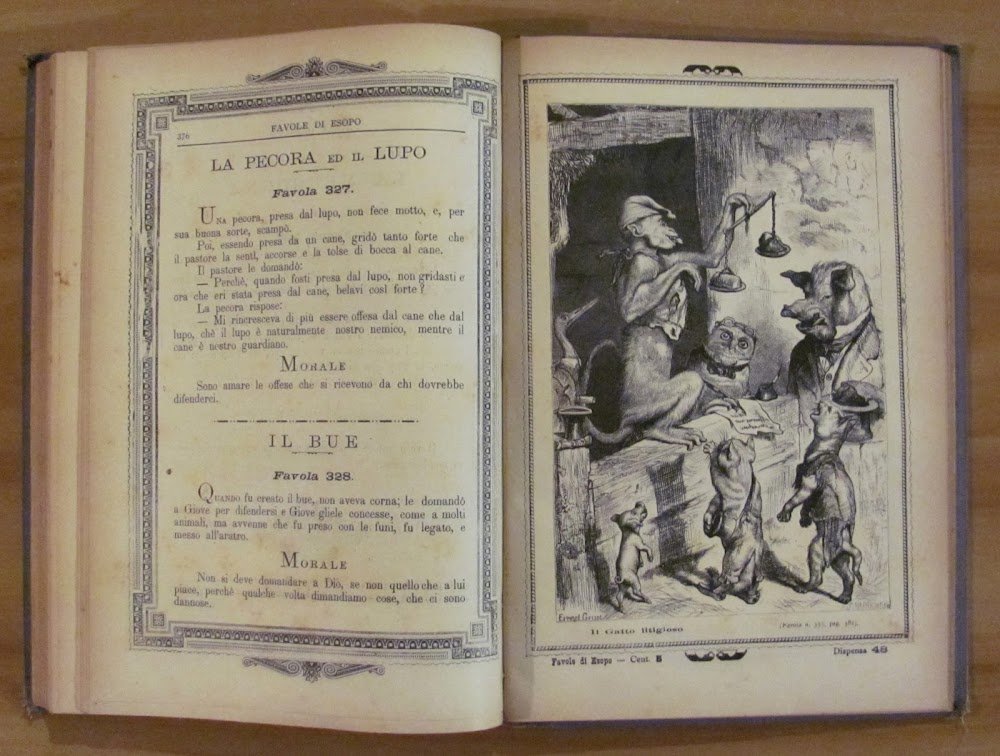 376
FAVOLE DI ESOPO
LA PECORA ED IL LUPO
Favola 327.
UNA pecora, presa dal lupo, non fece motto, e, per
sua buona sorte, scampò.
Poi, essendo presa da un cane, gridò tanto forte che
il pastore la sentì, accorse e la tolse di bocca al cane.
Il pastore le domandò:
— Perchè, quando fosti presa dal lupo, non gridasti e
ora che eri stata presa dal cane, belavi così forte?
La pecora rispose:
— Mi rincresceva di più essere offesa dal cane che dal
lupo, chè il lupo è naturalmente nostro nemico, mentre il
cane è nostro guardiano.
MORALE
Sono amare le offese che si ricevono da chi dovrebbe
difenderci.
IL BUE
Favola 328.
QUANDO fu creato il bue, non aveva corna; le domandò
a Giove per difendersi e Giove gliele concesse, come a molti
animali, ma avvenne che fu preso con le funi, fu legato, e
messo all'aratro.
MORALE
Non si deve domandare a Dio, se non quello che a lui
piace, perchè qualche volta dimandiamo cose, che ci sono
dannose.
Ernest Griset
Il Gatto litigioso
(Favola n. 335, pag. 381).
Favole di Esopo — Cent. 5
Dispensa 48